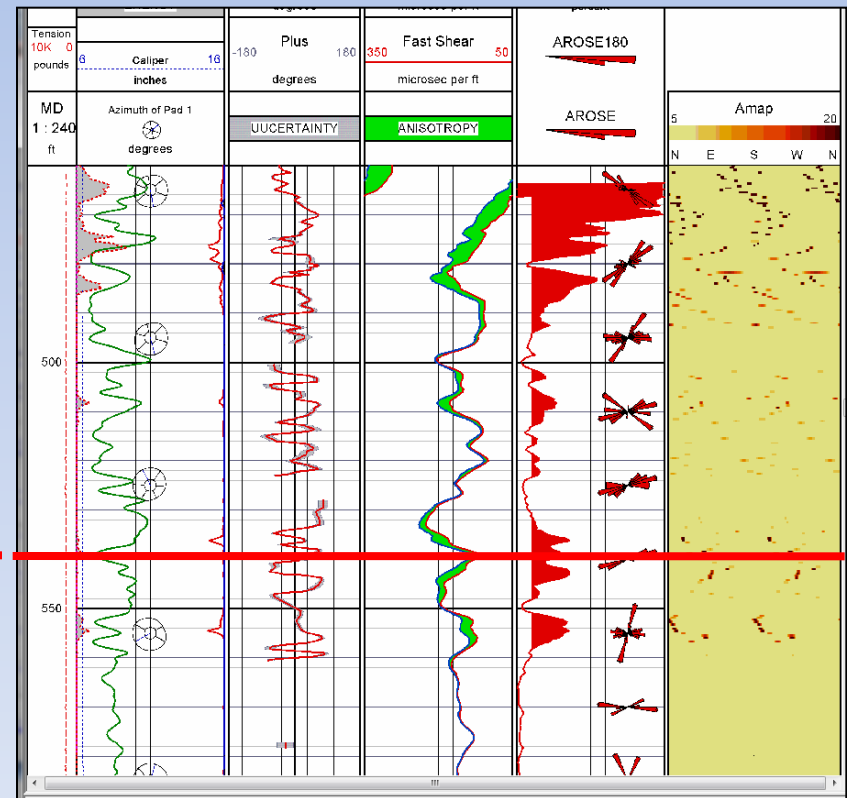 Tension
10K 0
pounds
6 Caliper 16
inches
MD
1 : 240
ft
Azimuth of Pad 1
degrees
Plus
-180 180
degrees
UUCERTAINTY
Fast Shear
350 50
microsec per ft
ANISOTROPY
AROSE180
AROSE
Amap
5 20
N E S W N
500
550